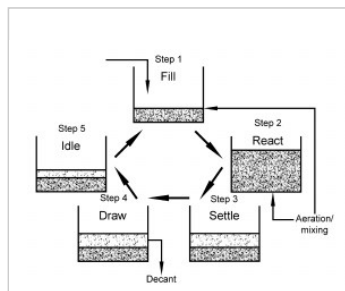 Step 1
Fill
Step 2
React
Step 5
Idle
Step 4
Draw
Step 3
Settle
Aeration/
mixing
Decant